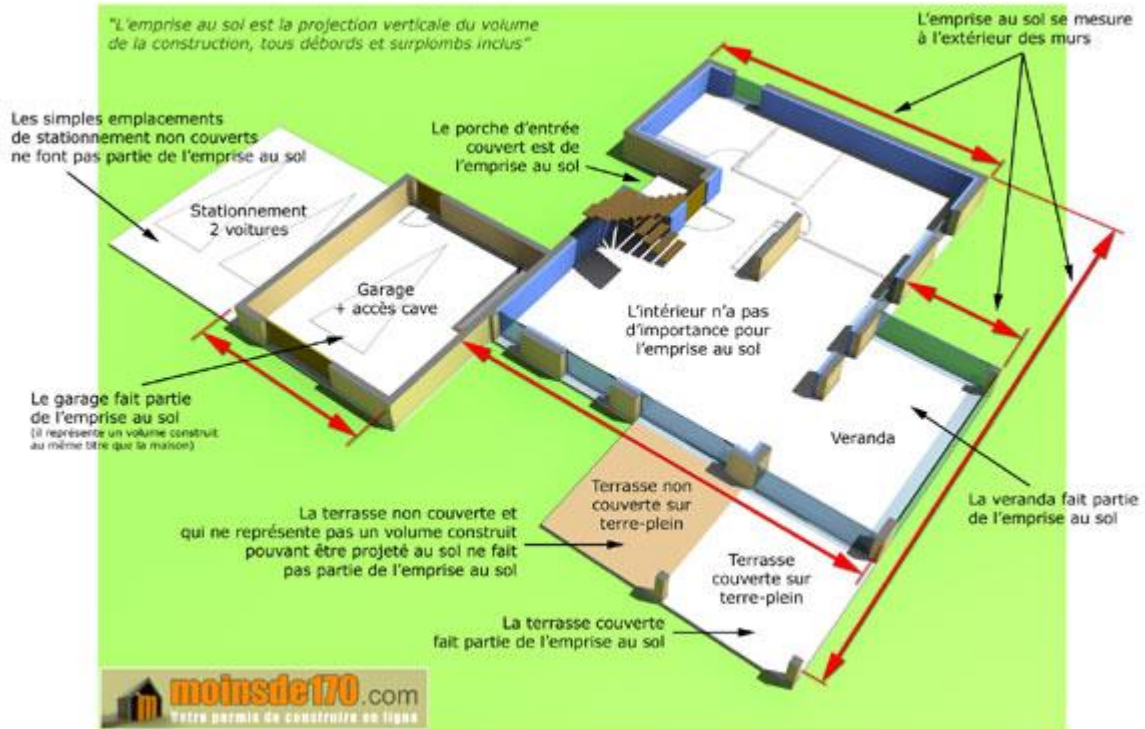 "L'emprise au sol est la projection verticale du volume
de la construction, tous débords et surplombs inclus"
L'emprise au sol se mesure
à l'extérieur des murs
Les simples emplacements
de stationnement non couverts
ne font pas partie de l'emprise au sol
Le porche d'entrée
couvert est de
l'emprise au sol
Stationnement
2 voitures
Garage
+ accès cave
L'intérieur n'a pas
d'importance pour
l'emprise au sol
Le garage fait partie
de l'emprise au sol
(il représente un volume construit
au même titre que la maison)
Veranda
La veranda fait partie
de l'emprise au sol
Terrasse non
couverte sur
terre-plein
La terrasse non couverte et
qui ne représente pas un volume construit
pouvant être projeté au sol ne fait
pas partie de l'emprise au sol
Terrasse
couverte sur
terre-plein
La terrasse couverte
fait partie de l'emprise au sol
m
moinsde170.com
Votre permis de construire en ligne